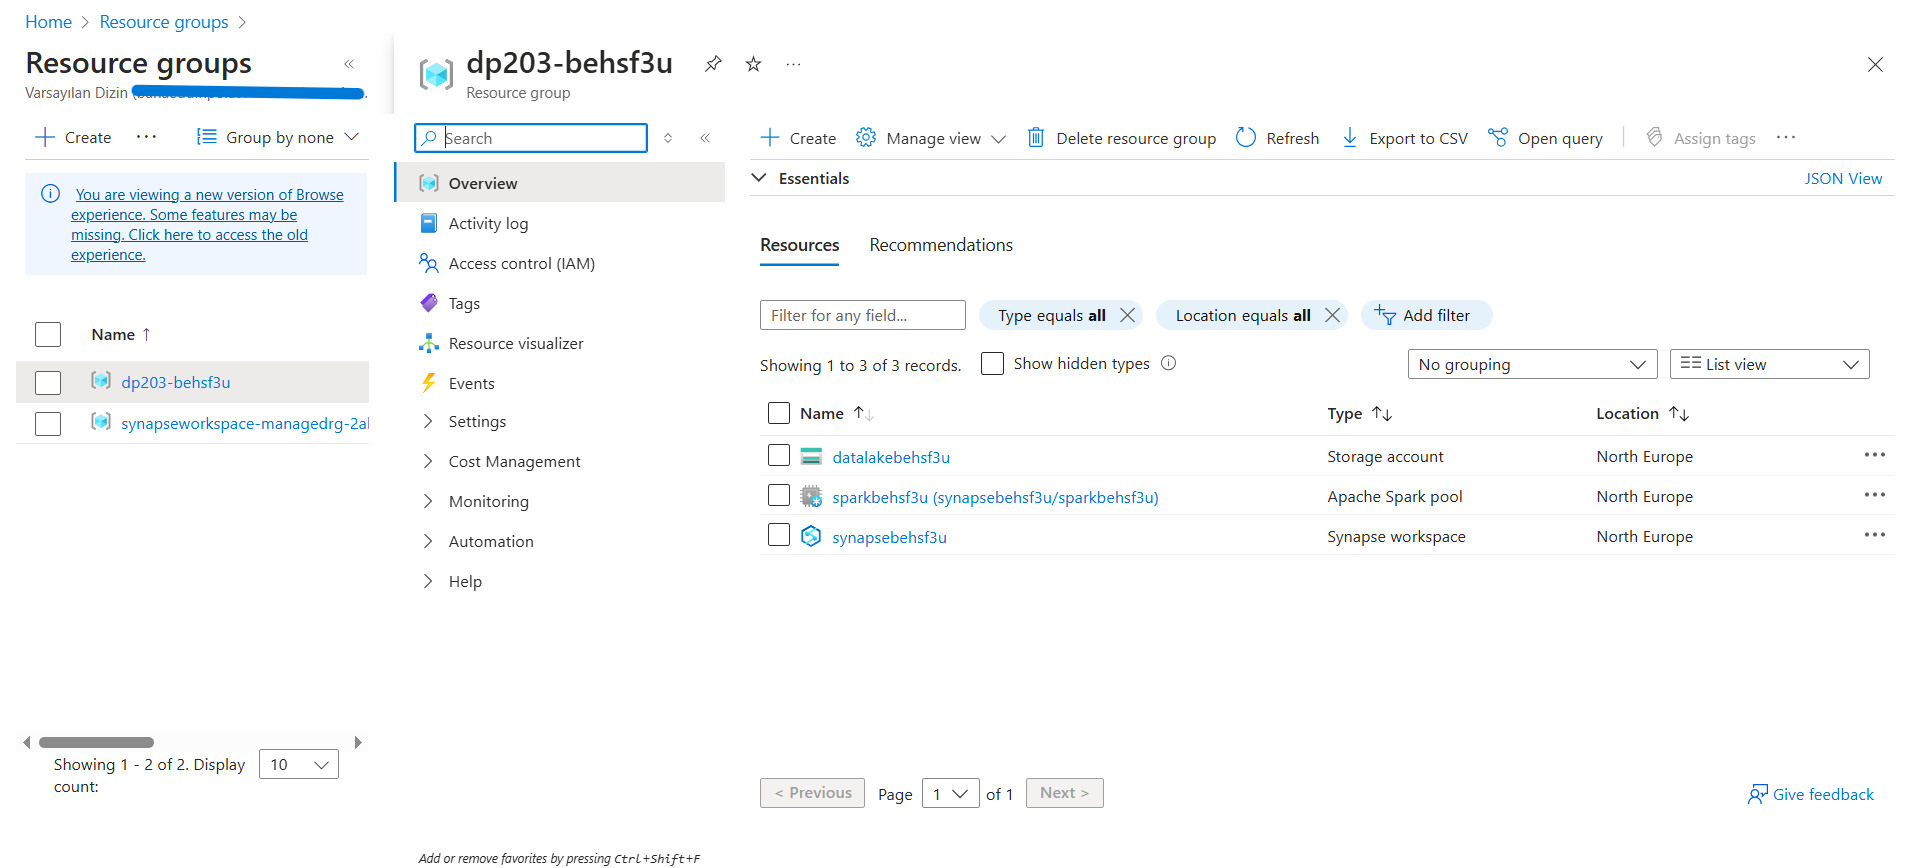 Home > Resource groups >
Resource groups
Varsayılan Dizin
Create
Group by none
You are viewing a new version of Browse
experience. Some features may be
missing. Click here to access the old
experience.
Name ↑
dp203-behsf3u
synapseworkspace-managedrg-2a
Showing 1 - 2 of 2. Display
count:
10
dp203-behsf3u
Resource group
Search
Overview
Activity log
Access control (IAM)
Tags
Resource visualizer
Events
Settings
Cost Management
Monitoring
Automation
Help
Add or remove favorites by pressing Ctrl+Shift+F
Create Manage view Delete resource group Refresh Export to CSV Open query Assign tags
Essentials JSON View
Resources Recommendations
Filter for any field... Type equals all Location equals all Add filter
Showing 1 to 3 of 3 records. Show hidden types No grouping List view
Name ↑↓ Type ↑↓ Location ↑↓
datalakebehsf3u Storage account North Europe
sparkbehsf3u (synapsebehsf3u/sparkbehsf3u) Apache Spark pool North Europe
synapsebehsf3u Synapse workspace North Europe
< Previous Page 1 of 1 Next > Give feedback